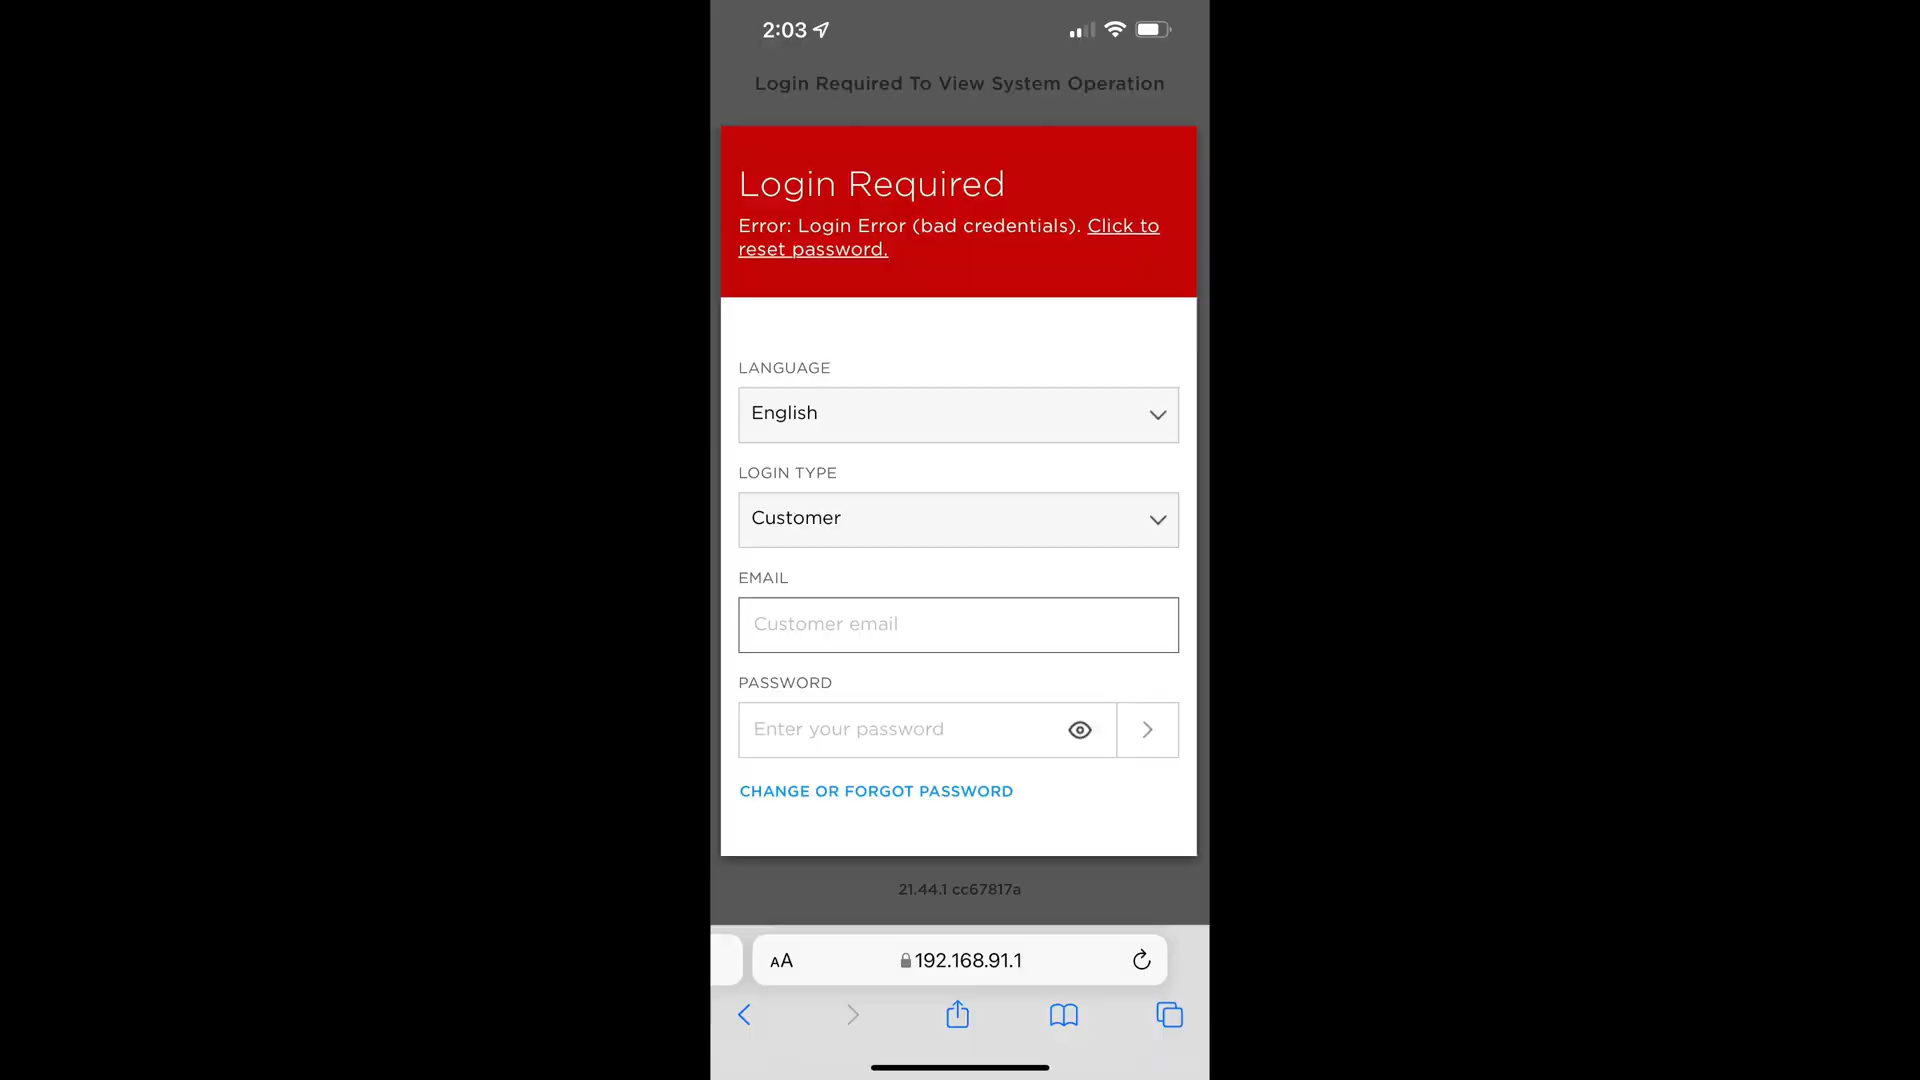 2:03
Login Required To View System Operation
Login Required
Error: Login Error (bad credentials). Click to
reset password.
LANGUAGE
English
LOGIN TYPE
Customer
EMAIL
Customer email
PASSWORD
Enter your password
CHANGE OR FORGOT PASSWORD
21.44.1 cc67817a
AA 192.168.91.1